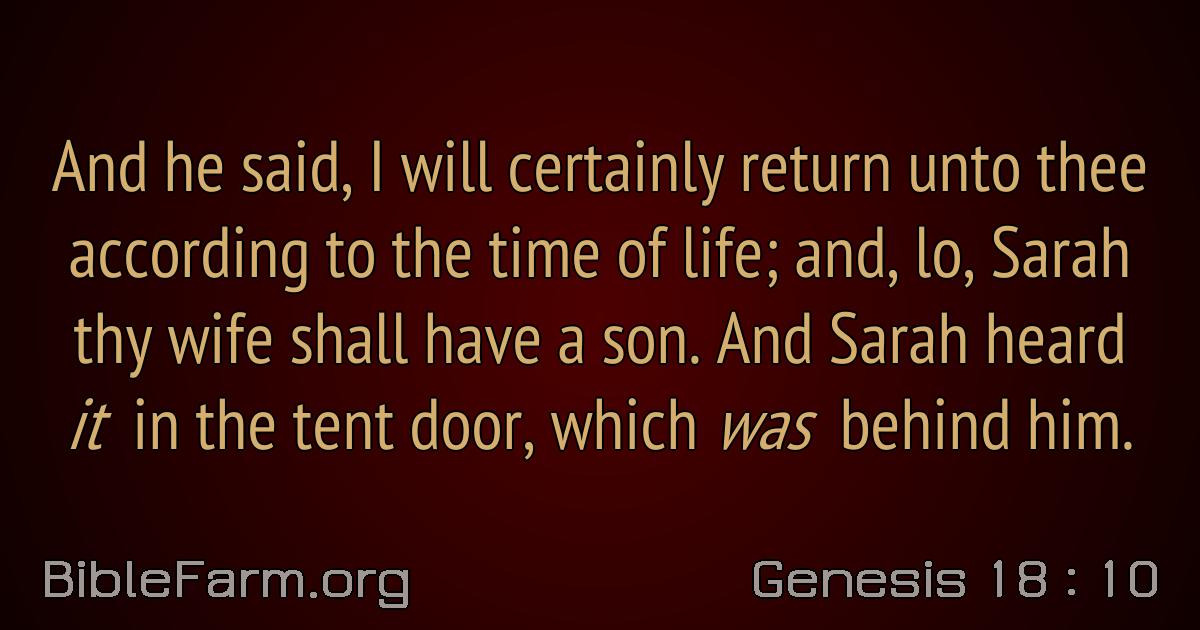 And he said, I will certainly return unto thee
according to the time of life; and, lo, Sarah
thy wife shall have a son. And Sarah heard
it in the tent door, which was behind him.
BibleFarm.org
Genesis 18 : 10